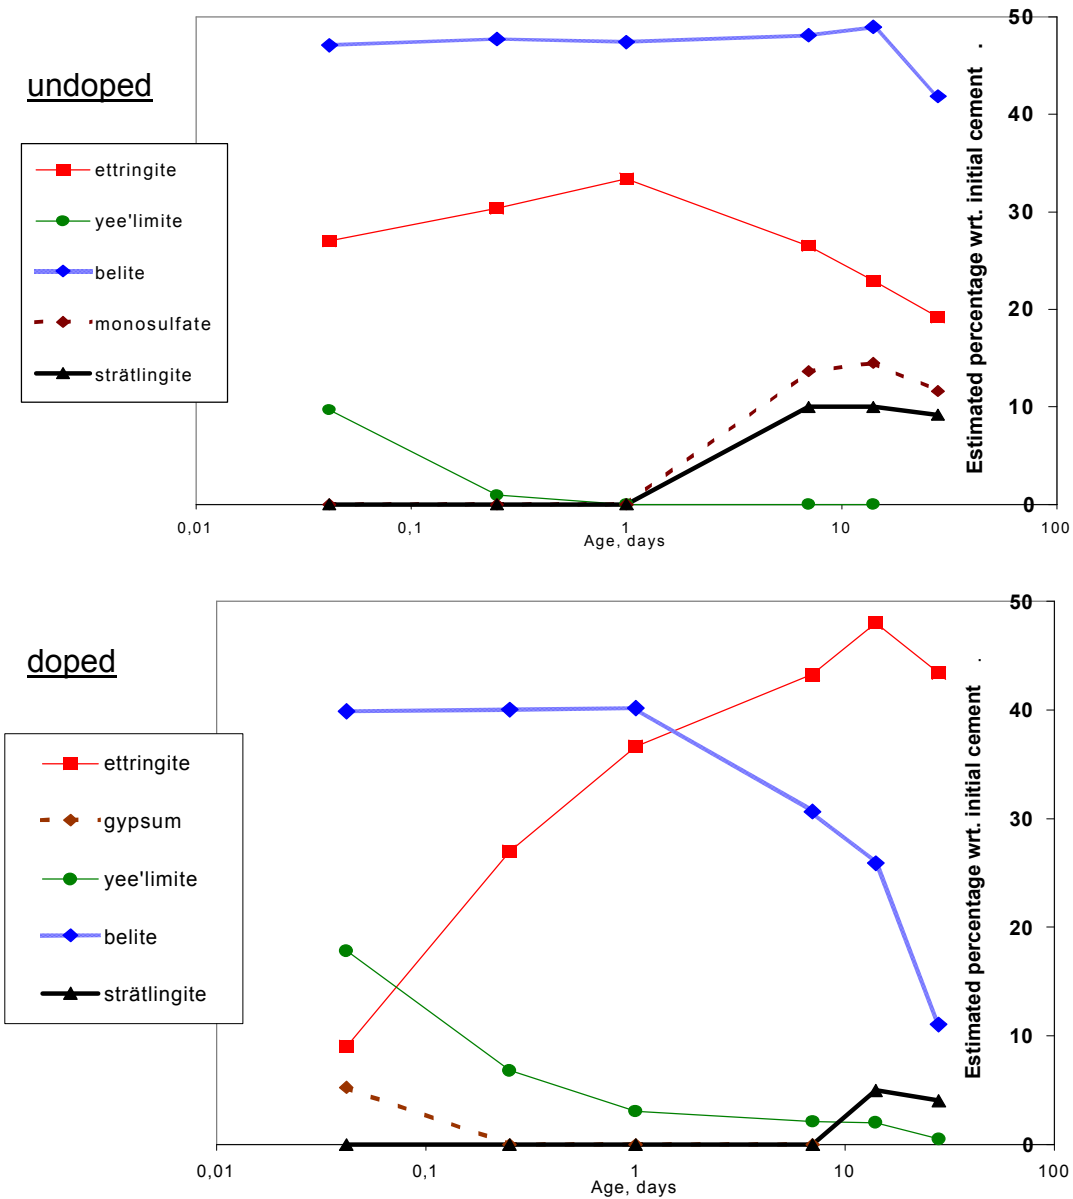 undoped
ettringite
yee'limite
belite
monosulfate
strätlingite
50
40
30
20
10
0
Estimated percentage wrt. initial cement .
0,01
0,1
1
10
100
Age, days
doped
ettringite
gypsum
yee'limite
belite
strätlingite
50
40
30
20
10
0
Estimated percentage wrt. initial cement .
0,01
0,1
1
10
100
Age, days